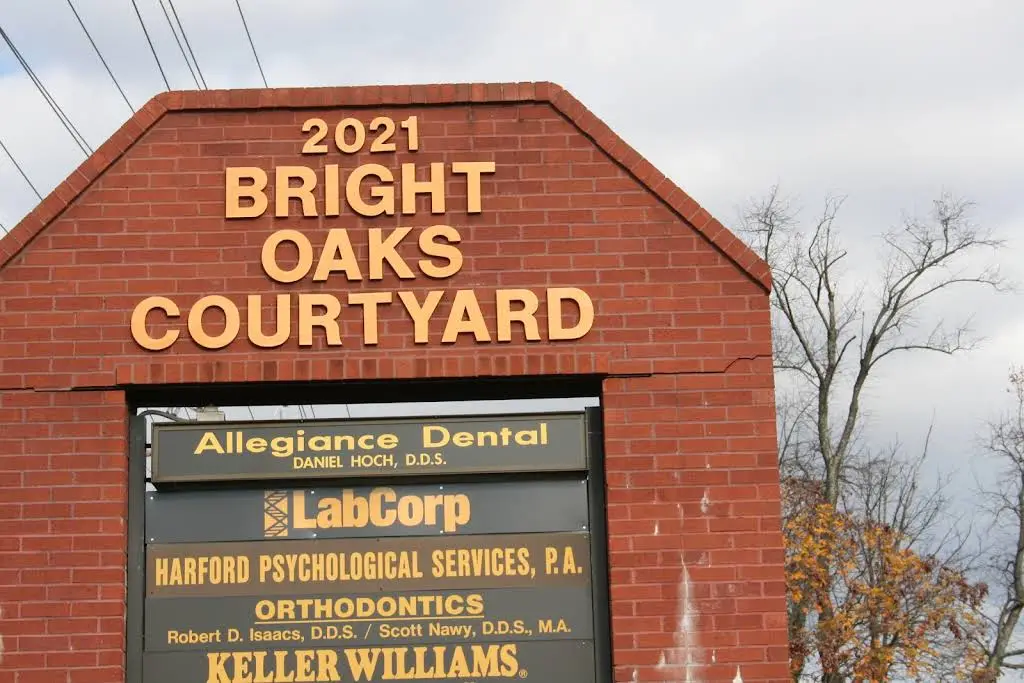 2021
BRIGHT
OAKS
COURTYARD
Allegiance Dental
DANIEL HOCH, D.D.S.
LabCorp
HARFORD PSYCHOLOGICAL SERVICES, P.A.
ORTHODONTICS
Robert D. Isaacs, D.D.S. / Scott Nawy, D.D.S., M.A.
KELLER WILLIAMS®